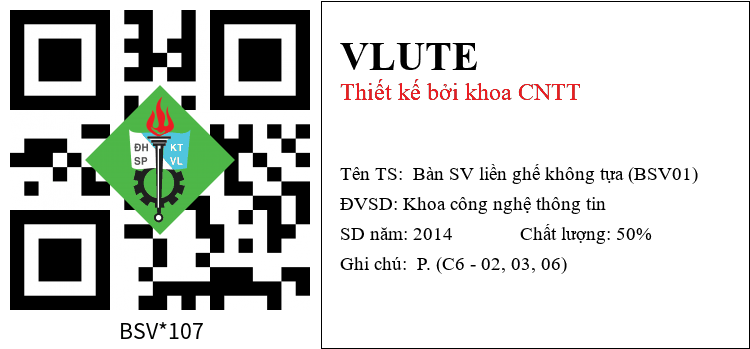 ĐH KT
SP VL
BSV*107
VLUTE
Thiết kế bởi khoa CNTT
Tên TS: Bàn SV liền ghế không tựa (BSV01)
ĐVSD: Khoa công nghệ thông tin
SD năm: 2014 Chất lượng: 50%
Ghi chú: P. (C6 - 02, 03, 06)